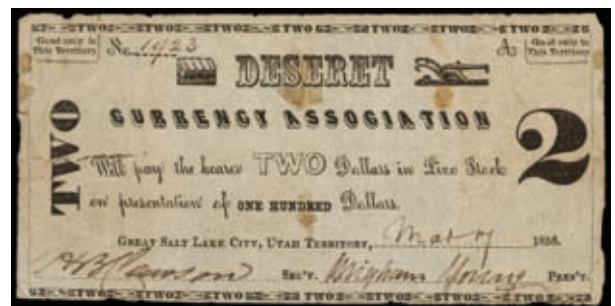 TWO TWO TWO TWO TWO TWO TWO TWO
Good only in This Territory
No. 1923
A
Good only in This Territory
DESERET
CURRENCY ASSOCIATION
TWO
2
Will pay the bearer TWO Dollars in Live Stock
on presentation of ONE HUNDRED Dollars.
GREAT SALT LAKE CITY, UTAH TERRITORY, 1858.
H B Clawson SEC'Y. Brigham Young PRES'T.
TWO TWO TWO TWO TWO TWO TWO TWO